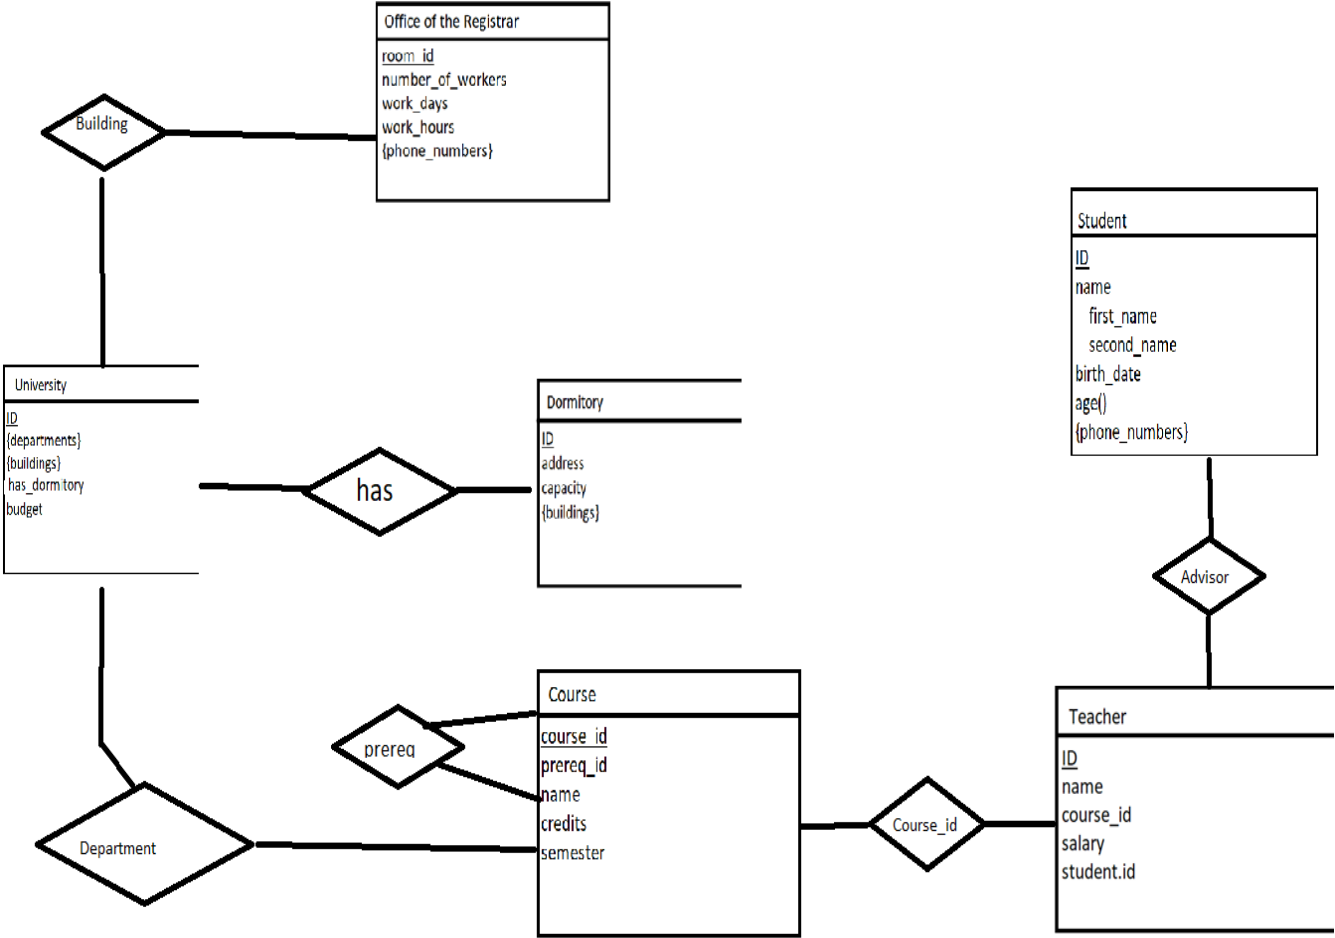 Office of the Registrar
room_id
number_of_workers
work_days
work_hours
{phone_numbers}
Building
Student
ID
name
first_name
second_name
birth_date
age()
{phone_numbers}
University
ID
{departments}
{buildings}
has_dormitory
budget
has
Dormitory
ID
address
capacity
{buildings}
Advisor
prereq
Course
course_id
prereq_id
name
credits
semester
Department
Course_id
Teacher
ID
name
course_id
salary
student.id